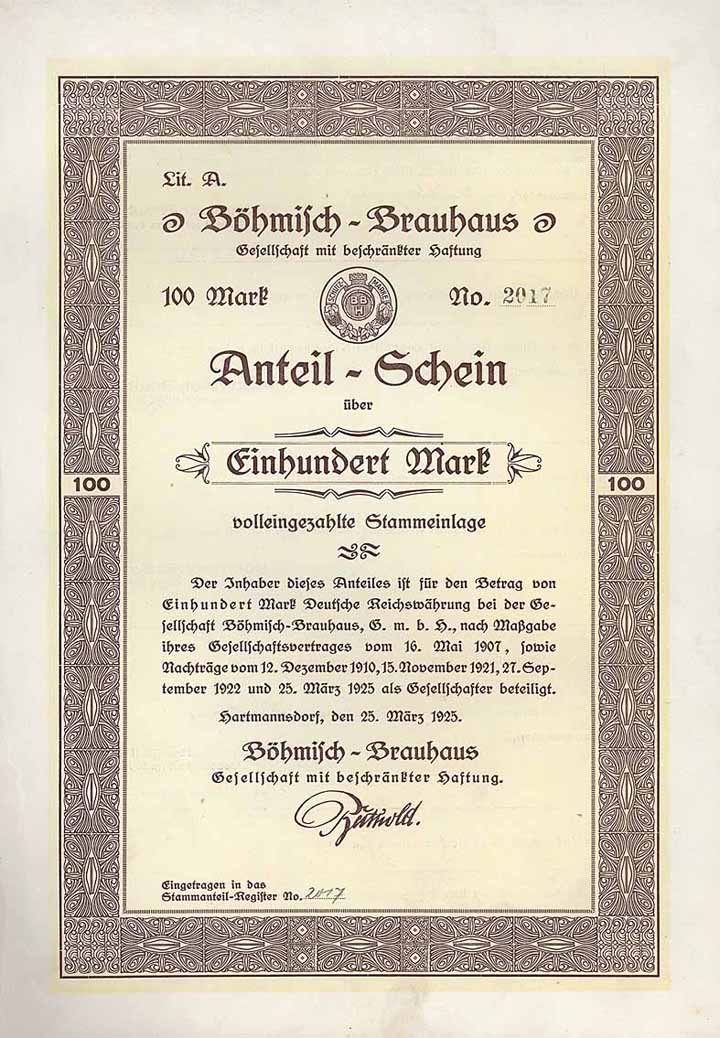 Lit. A.
Böhmisch-Brauhaus
Gesellschaft mit beschränkter Haftung
100 Mark
SCHUTZ MARKE
B B
H
No. 2017
Anteil-Schein
über
Einhundert Mark
100
100
volleingezahlte Stammeinlage
Der Inhaber dieses Anteiles ist für den Betrag von
Einhundert Mark Deutsche Reichswährung bei der Ge-
sellschaft Böhmisch-Brauhaus, G. m. b. H., nach Maßgabe
ihres Gesellschaftsvertrages vom 16. Mai 1907, sowie
Nachträge vom 12. Dezember 1910, 15. November 1921, 27. Sep-
tember 1922 und 25. März 1925 als Gesellschafter beteiligt.
Hartmannsdorf, den 25. März 1925.
Böhmisch-Brauhaus
Gesellschaft mit beschränkter Haftung.
Eingetragen in das
Stammanteil-Register No. 2017